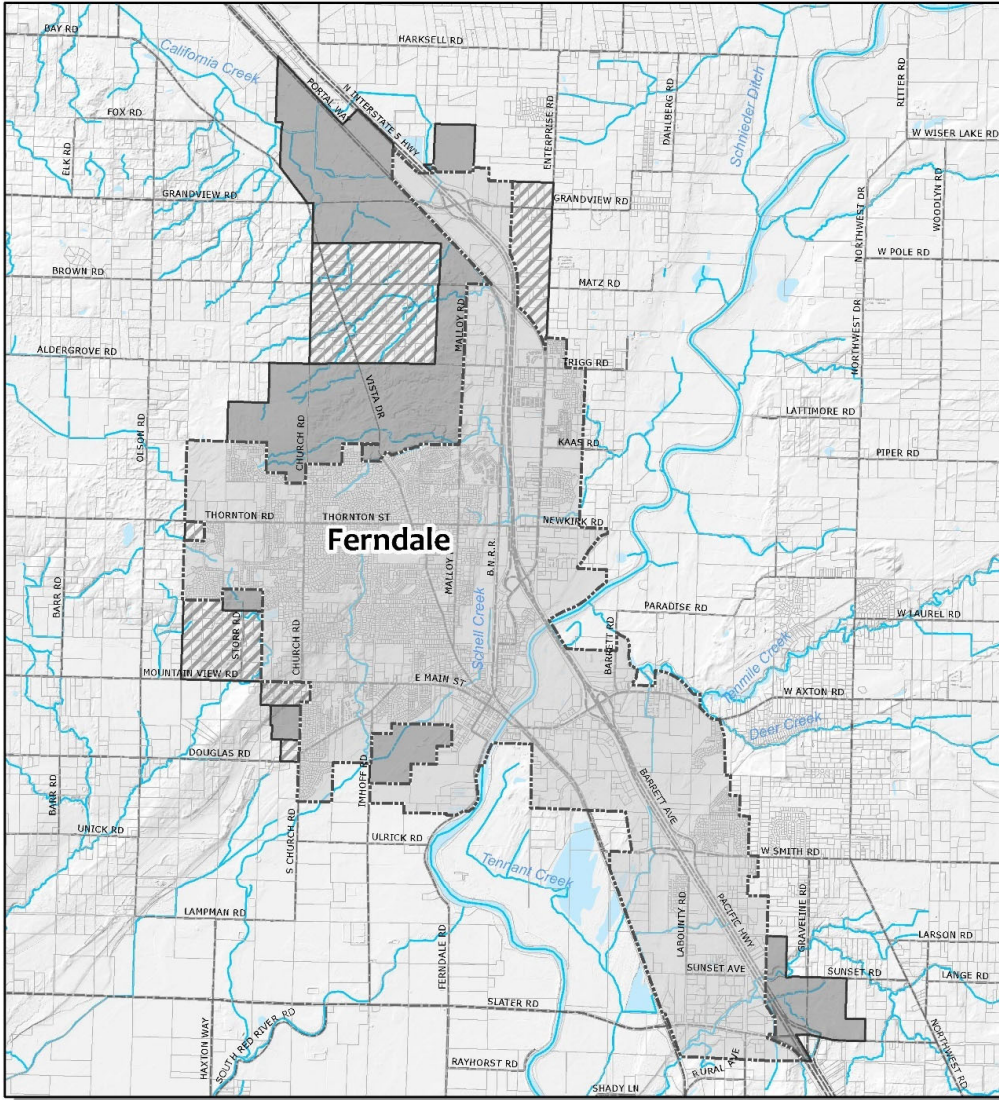 BAY RD
HARKSELL RD
California Creek
PORTAL WAY
N INTERSTATE 5 HWY
FOX RD
ELK RD
ENTERPRISE RD
DAHLBERG RD
Schnieder Ditch
RITTER RD
W WISER LAKE RD
GRANDVIEW RD
GRANDVIEW RD
NORTHWEST DR
WOODLYN RD
BROWN RD
MATZ RD
W POLE RD
MALLOY RD
NORTHWEST DR
ALDERGROVE RD
TRIGG RD
VISTA DR
LATTIMORE RD
OLSON RD
CHURCH RD
KAAS RD
PIPER RD
THORNTON RD
THORNTON ST
NEWKIRK RD
Ferndale
B.N.R.R.
MALLOY
BARR RD
PARADISE RD
W LAUREL RD
STORR RD
CHURCH RD
Schell Creek
BARRETT RD
Tenmile Creek
MOUNTAIN VIEW RD
E MAIN ST
W AXTON RD
Deer Creek
DOUGLAS RD
BARR RD
IMHOFF RD
BARRETT AVE
UNICK RD
ULRICK RD
S CHURCH RD
W SMITH RD
Tennant Creek
LAMPMAN RD
LABOUNTY RD
PACIFIC HWY
GRAVELINE RD
FERNDALE RD
LARSON RD
SUNSET AVE
SUNSET RD
LANGE RD
SLATER RD
HAXTON WAY
SOUTH RED RIVER RD
NORTHWEST RD
RAYHORST RD
RURAL AVE
SHADY LN